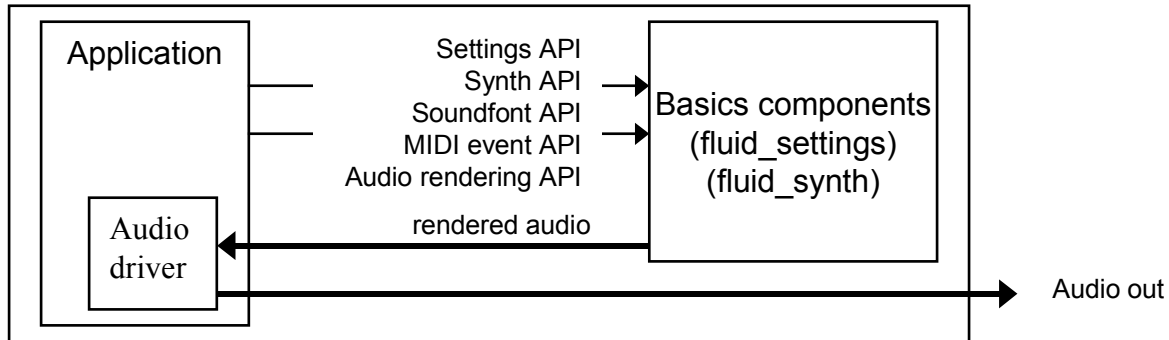 Application
Settings API
Synth API
Soundfont API
MIDI event API
Audio rendering API
Basics components
(fluid_settings)
(fluid_synth)
rendered audio
Audio
driver
Audio out